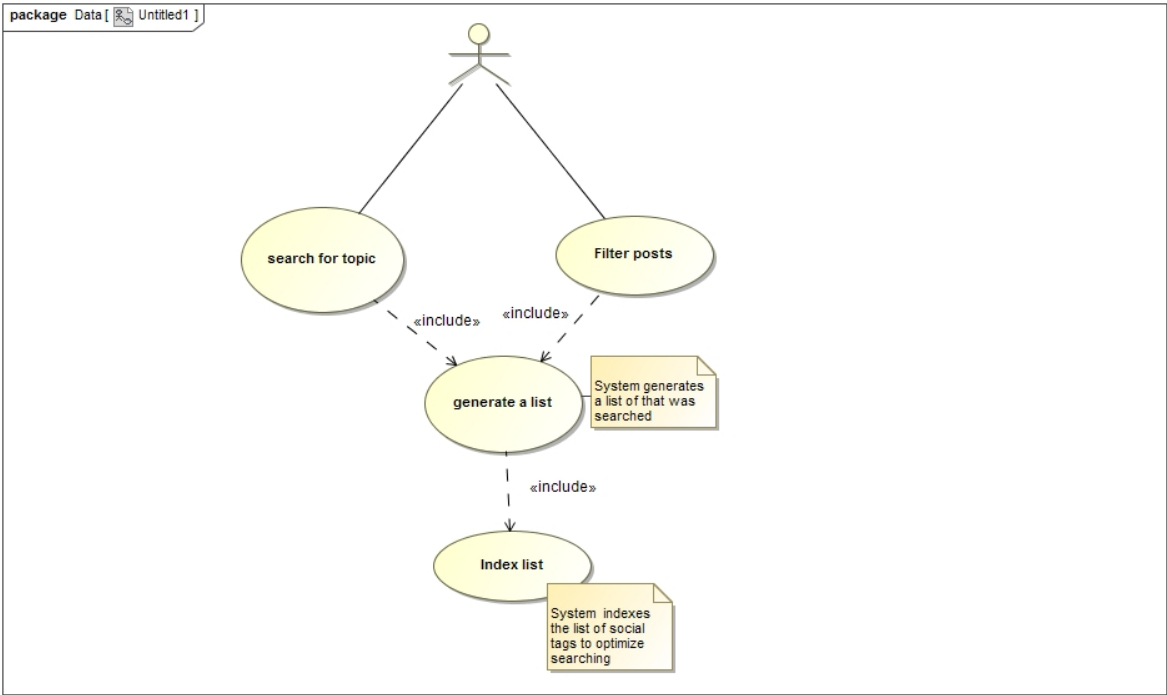 package Data [ Untitled1 ]
search for topic
Filter posts
«include»
«include»
generate a list
System generates
a list of that was
searched
«include»
Index list
System indexes
the list of social
tags to optimize
searching